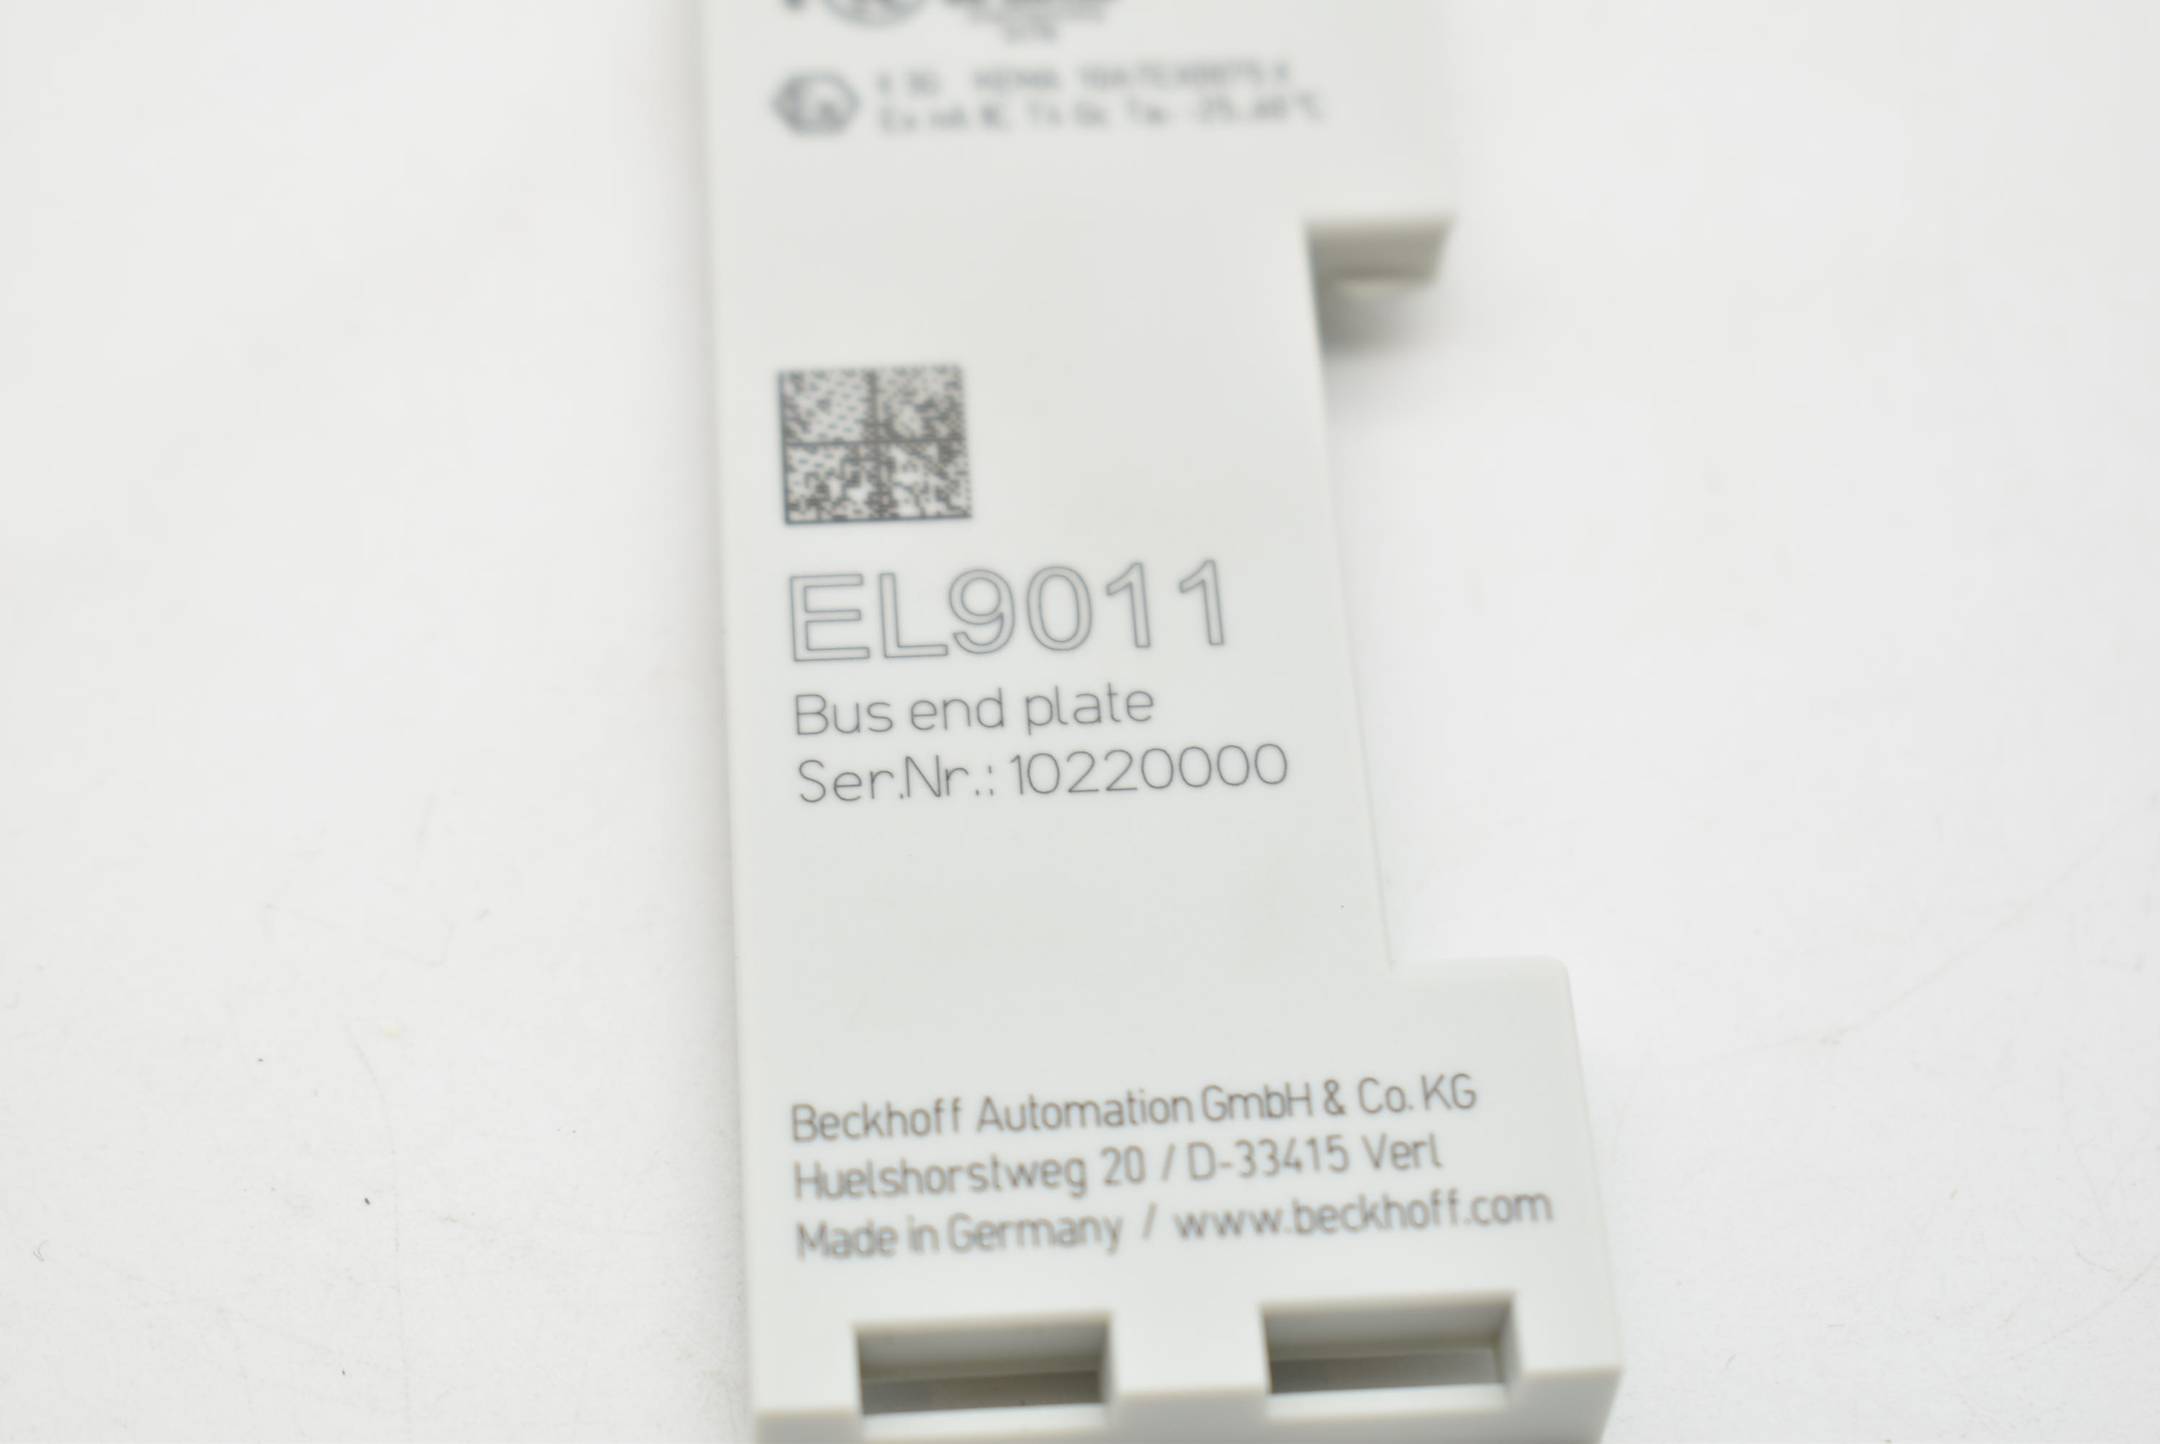 EL9011
Bus end plate
Ser.Nr.: 10220000
Beckhoff Automation GmbH & Co. KG
Huelshorstweg 20 / D-33415 Verl
Made in Germany / www.beckhoff.com